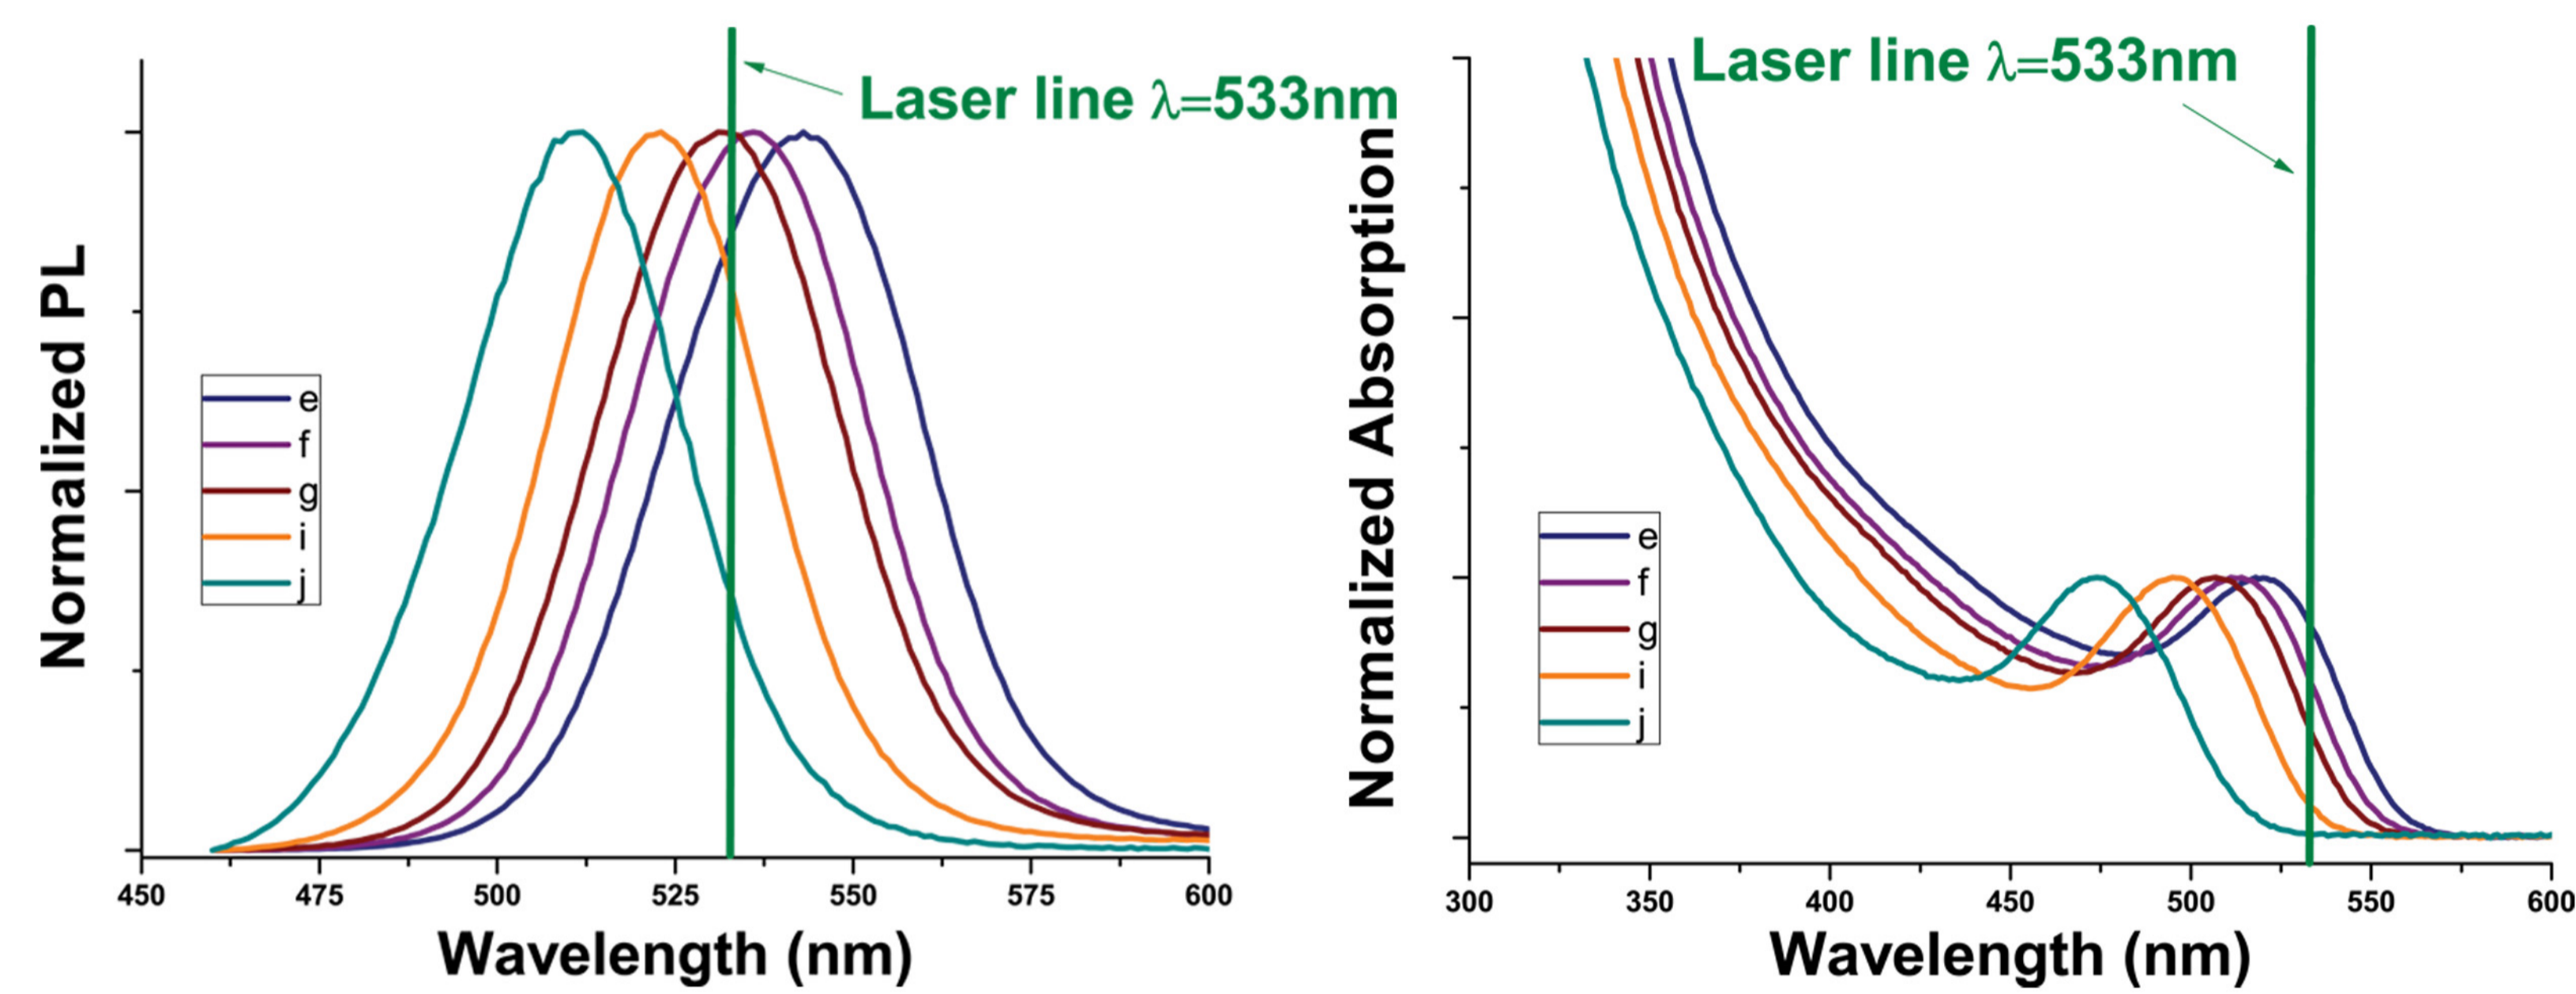 Laser line λ=533nm
Normalized PL
e
f
g
i
j
450 475 500 525 550 575 600
Wavelength (nm)
Laser line λ=533nm
Normalized Absorption
e
f
g
i
j
300 350 400 450 500 550 600
Wavelength (nm)